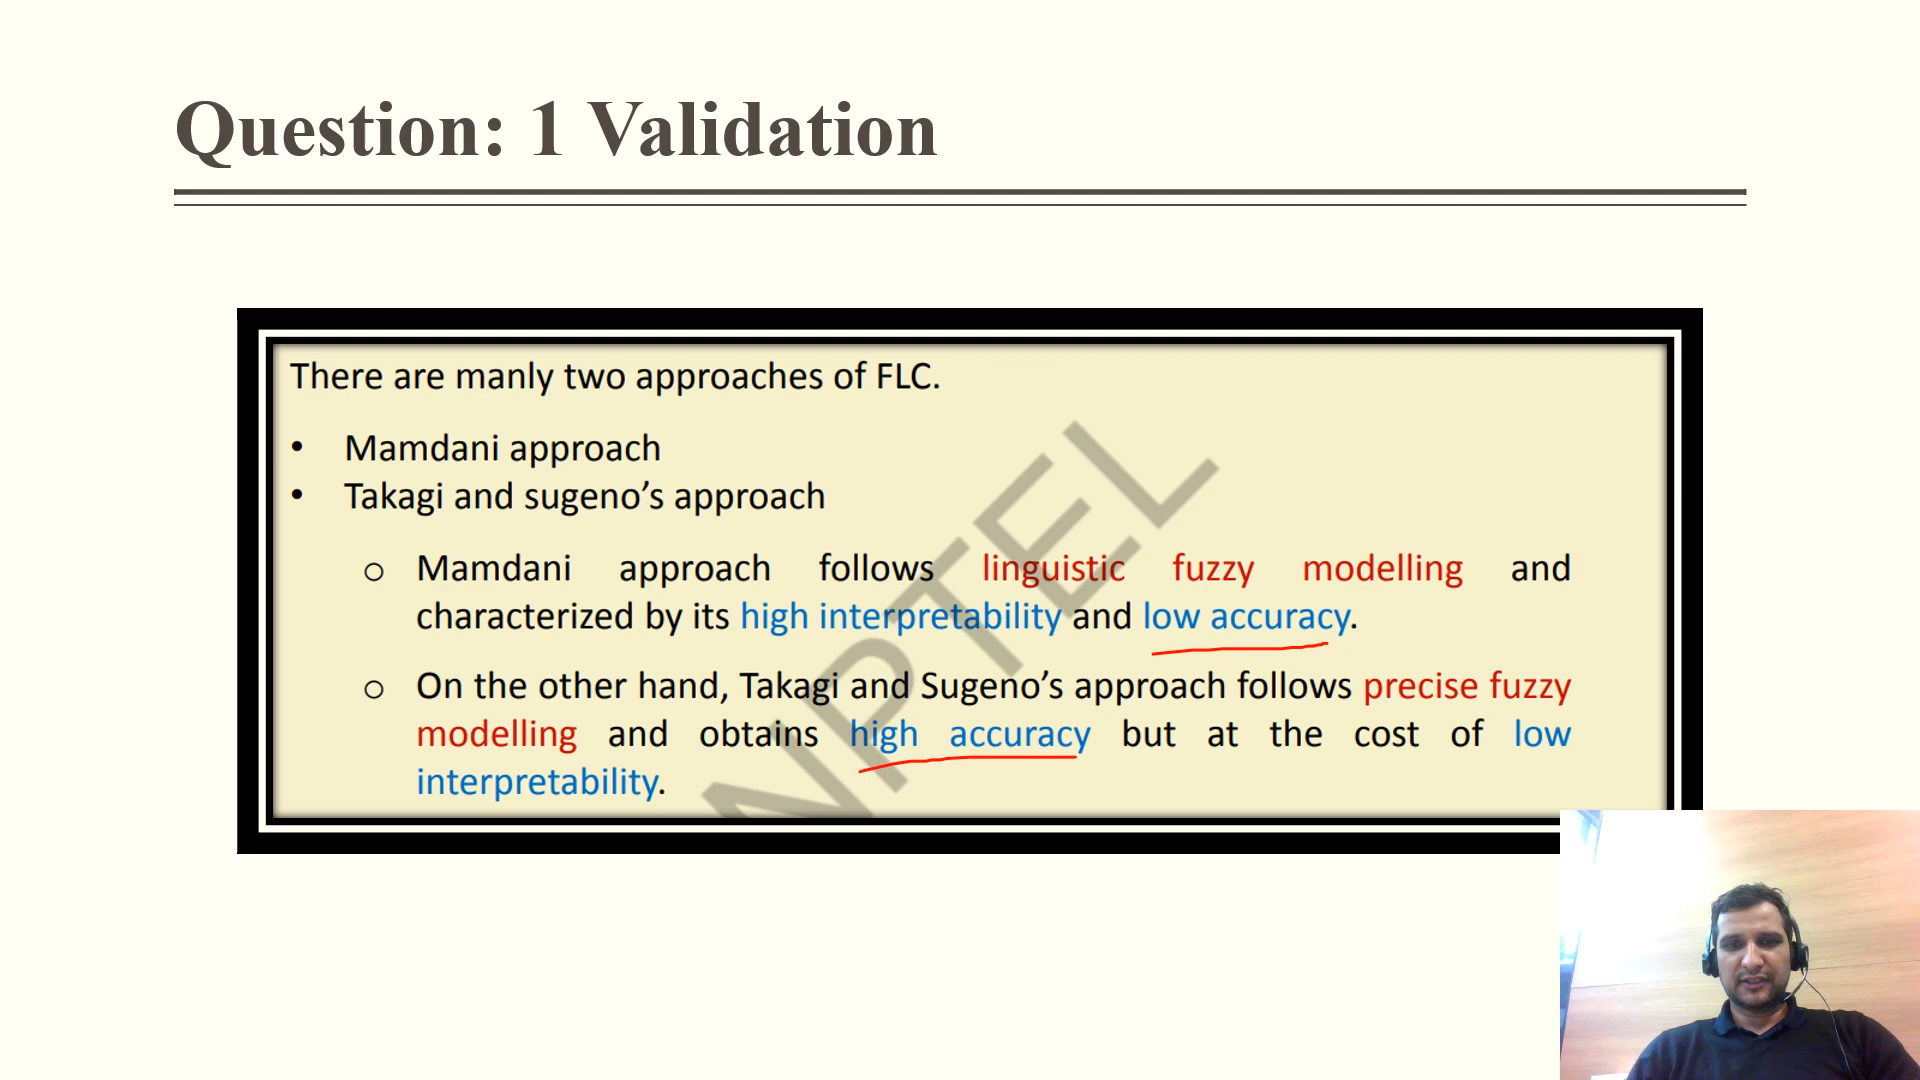 Question: 1 Validation
There are manly two approaches of FLC.
• Mamdani approach
• Takagi and sugeno's approach
o Mamdani approach follows linguistic fuzzy modelling and
characterized by its high interpretability and low accuracy.
o On the other hand, Takagi and Sugeno's approach follows precise fuzzy
modelling and obtains high accuracy but at the cost of low
interpretability.
NPTEL